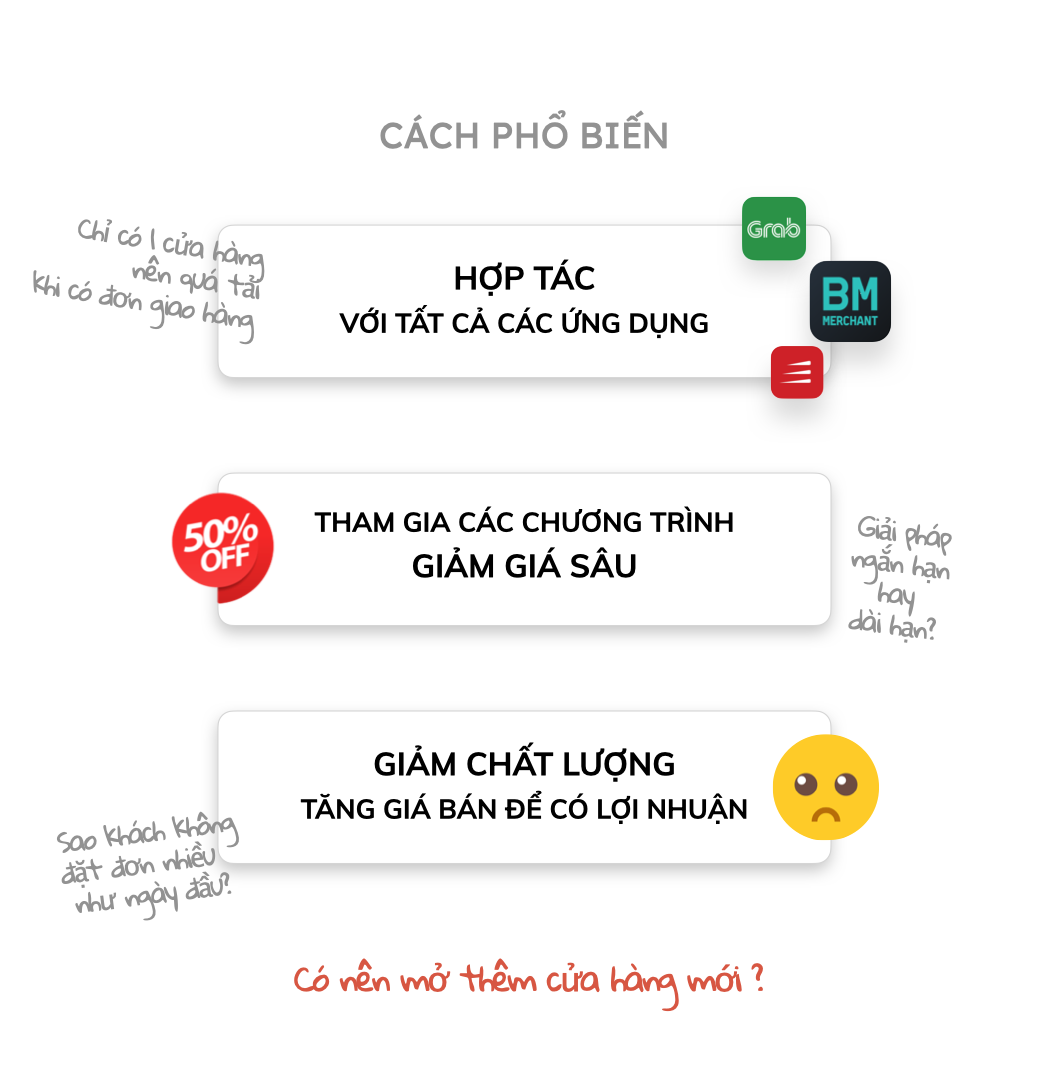 CÁCH PHỔ BIẾN
Chỉ có 1 cửa hàng
nên quá tải
khi có đơn giao hàng
HỢP TÁC
VỚI TẤT CẢ CÁC ỨNG DỤNG
Grab
BM
MERCHANT
50%
OFF
THAM GIA CÁC CHƯƠNG TRÌNH
GIẢM GIÁ SÂU
Giải pháp
ngắn hạn
hay
dài hạn?
GIẢM CHẤT LƯỢNG
TĂNG GIÁ BÁN ĐỂ CÓ LỢI NHUẬN
Sao khách không
đặt đơn nhiều
như ngày đầu?
Có nên mở thêm cửa hàng mới ?